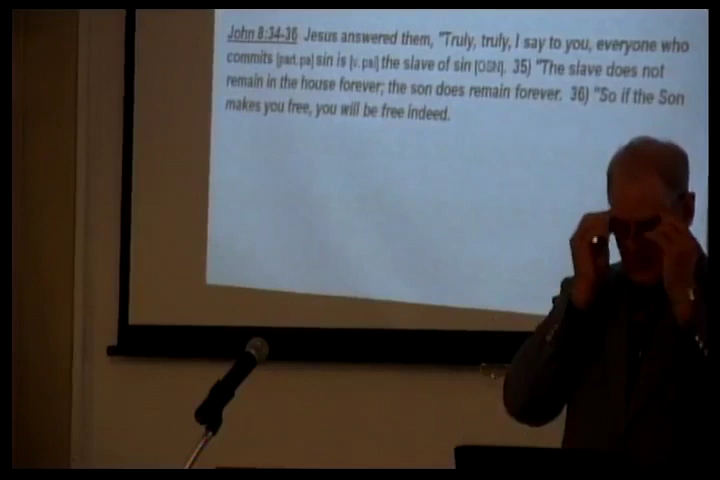 John 8:34-36 Jesus answered them, "Truly, truly, I say to you, everyone who
commits [part. pa] sin is [v. pai] the slave of sin [OSN]. 35) "The slave does not
remain in the house forever; the son does remain forever. 36) "So if the Son
makes you free, you will be free indeed.